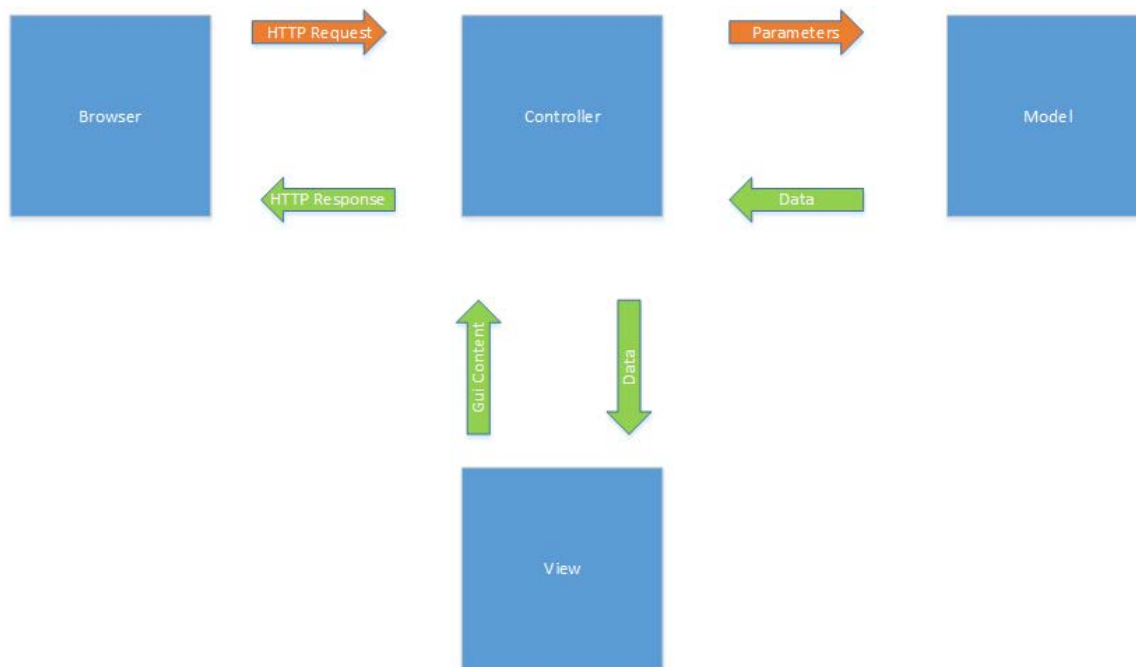 HTTP Request
Parameters
Browser
Controller
Model
HTTP Response
Data
Gui Content
Data
View